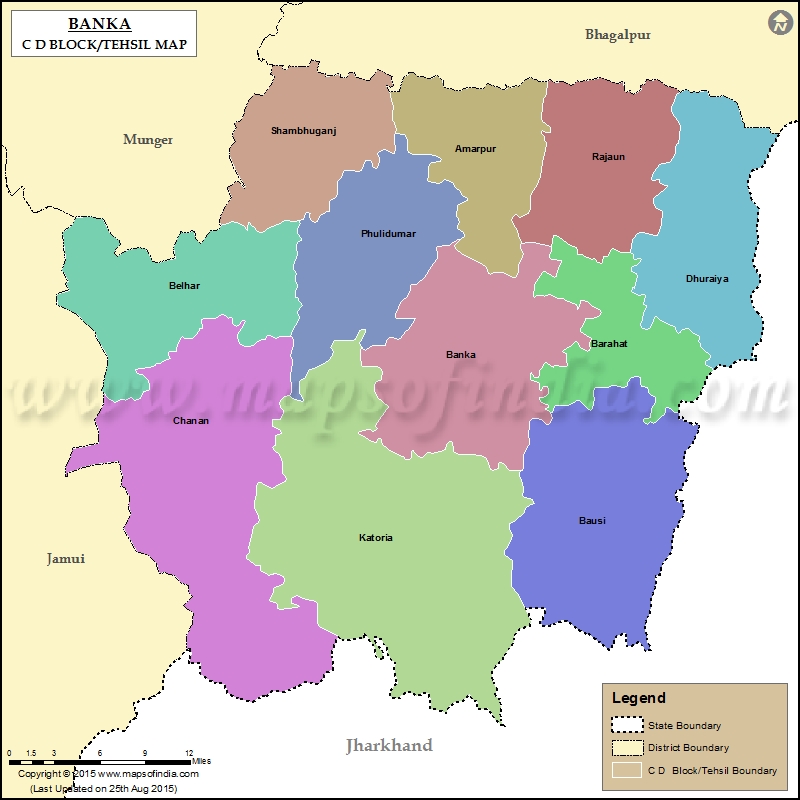 BANKA
C D BLOCK/TEHSIL MAP
Bhagalpur
N
Munger
Shambhuganj
Amarpur
Rajaun
Phulidumar
Dhuraiya
Belhar
Banka
Barahat
www.mapsofindia.com
Chanan
Bausi
Katoria
Jamui
Jharkhand
Legend
State Boundary
District Boundary
C D Block/Tehsil Boundary
0 1.5 3 6 9 12 Miles
Copyright © 2015 www.mapsofindia.com
(Last Updated on 25th Aug 2015)